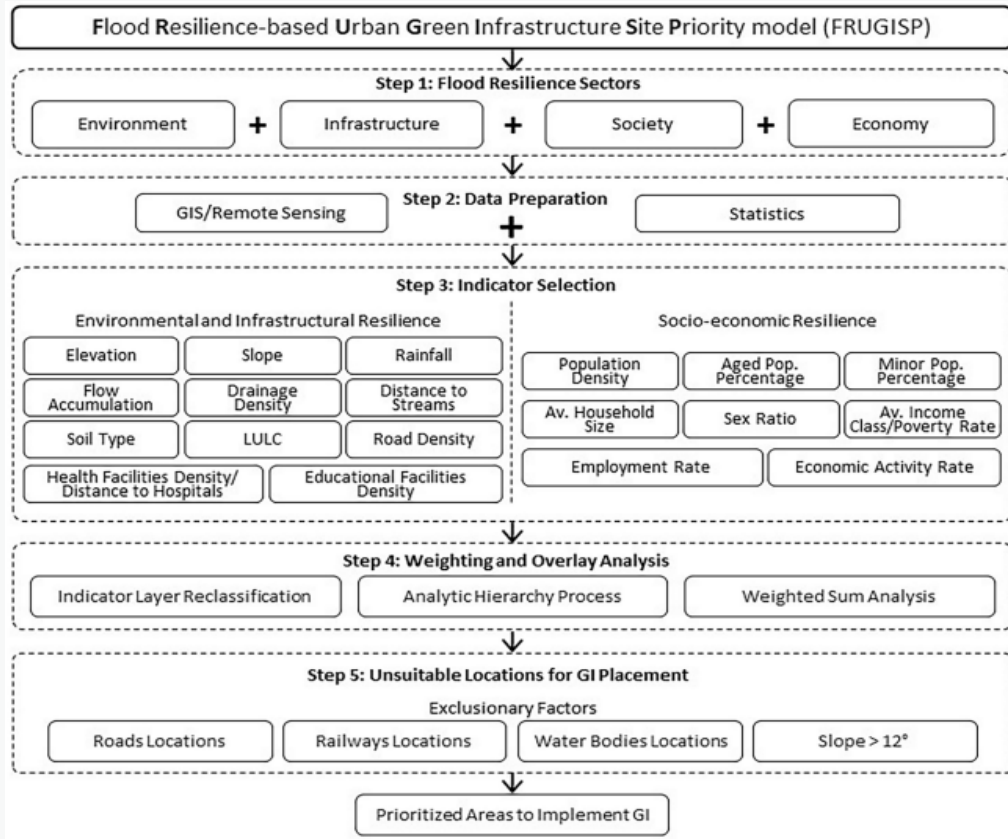 Flood Resilience-based Urban Green Infrastructure Site Priority model (FRUGISP)
Step 1: Flood Resilience Sectors
Environment + Infrastructure + Society + Economy
Step 2: Data Preparation
GIS/Remote Sensing + Statistics
Step 3: Indicator Selection
Environmental and Infrastructural Resilience
Elevation
Slope
Rainfall
Flow
Accumulation
Drainage
Density
Distance to
Streams
Soil Type
LULC
Road Density
Health Facilities Density/
Distance to Hospitals
Educational Facilities
Density
Socio-economic Resilience
Population
Density
Aged Pop.
Percentage
Minor Pop.
Percentage
Av. Household
Size
Sex Ratio
Av. Income
Class/Poverty Rate
Employment Rate
Economic Activity Rate
Step 4: Weighting and Overlay Analysis
Indicator Layer Reclassification
Analytic Hierarchy Process
Weighted Sum Analysis
Step 5: Unsuitable Locations for GI Placement
Exclusionary Factors
Roads Locations
Railways Locations
Water Bodies Locations
Slope > 12°
Prioritized Areas to Implement GI